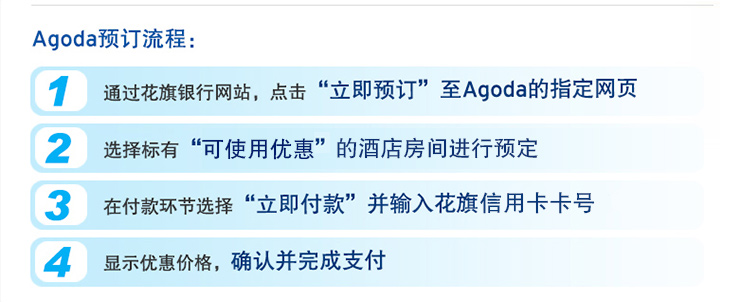 Agoda预订流程：
1 通过花旗银行网站，点击“立即预订”至Agoda的指定网页
2 选择标有“可使用优惠”的酒店房间进行预定
3 在付款环节选择“立即付款”并输入花旗信用卡卡号
4 显示优惠价格，确认并完成支付